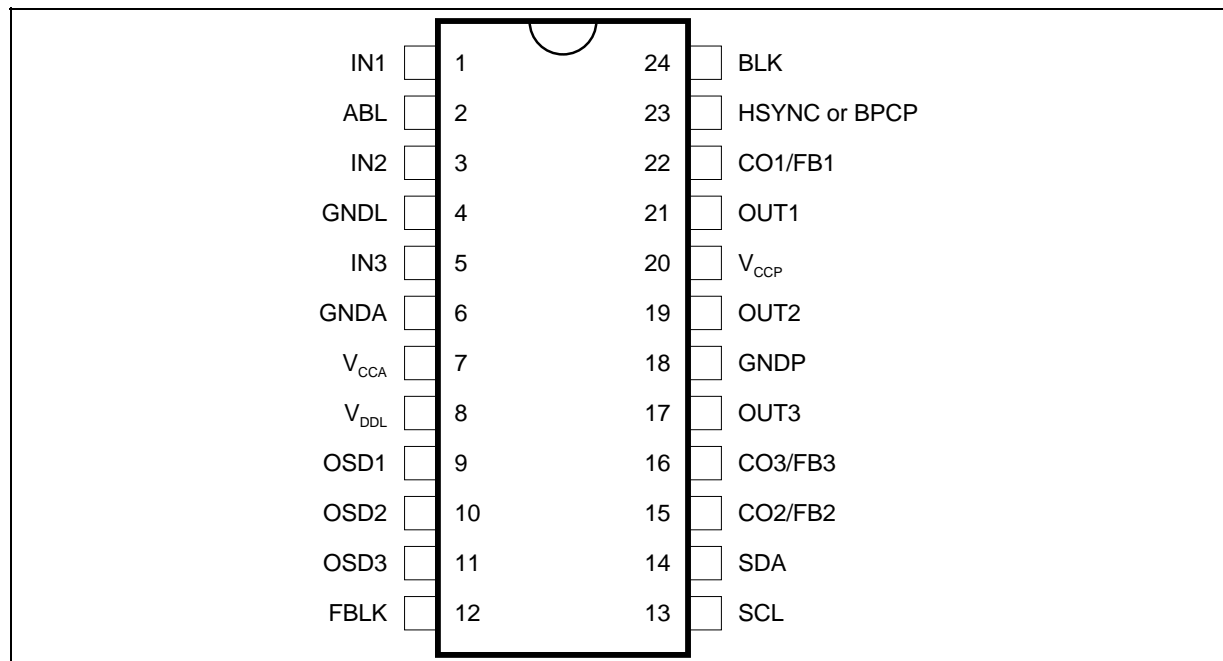 IN1 1 24 BLK
ABL 2 23 HSYNC or BPCP
IN2 3 22 CO1/FB1
GNDL 4 21 OUT1
IN3 5 20 VCCP
GNDA 6 19 OUT2
VCCA 7 18 GNDP
VDDL 8 17 OUT3
OSD1 9 16 CO3/FB3
OSD2 10 15 CO2/FB2
OSD3 11 14 SDA
FBLK 12 13 SCL